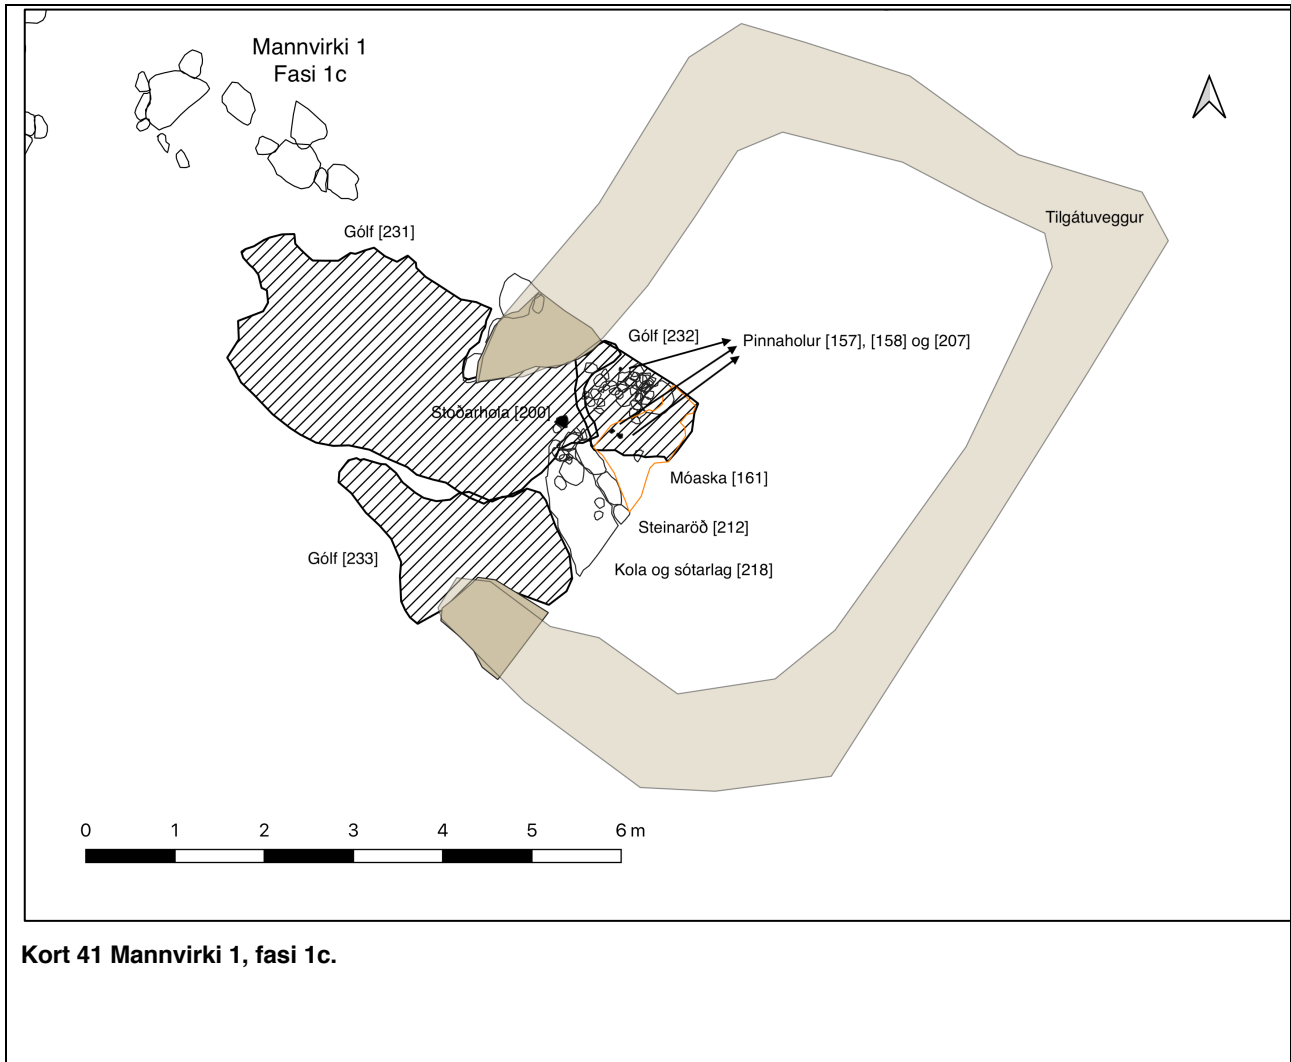 Mannvirki 1
Fasi 1c
Tilgátuveggur
Gólf [231]
Gólf [232]
Pinnaholur [157], [158] og [207]
Stoðarhola [200]
Móaska [161]
Steinaröð [212]
Gólf [233]
Kola og sótarlag [218]
0 1 2 3 4 5 6 m
Kort 41 Mannvirki 1, fasi 1c.